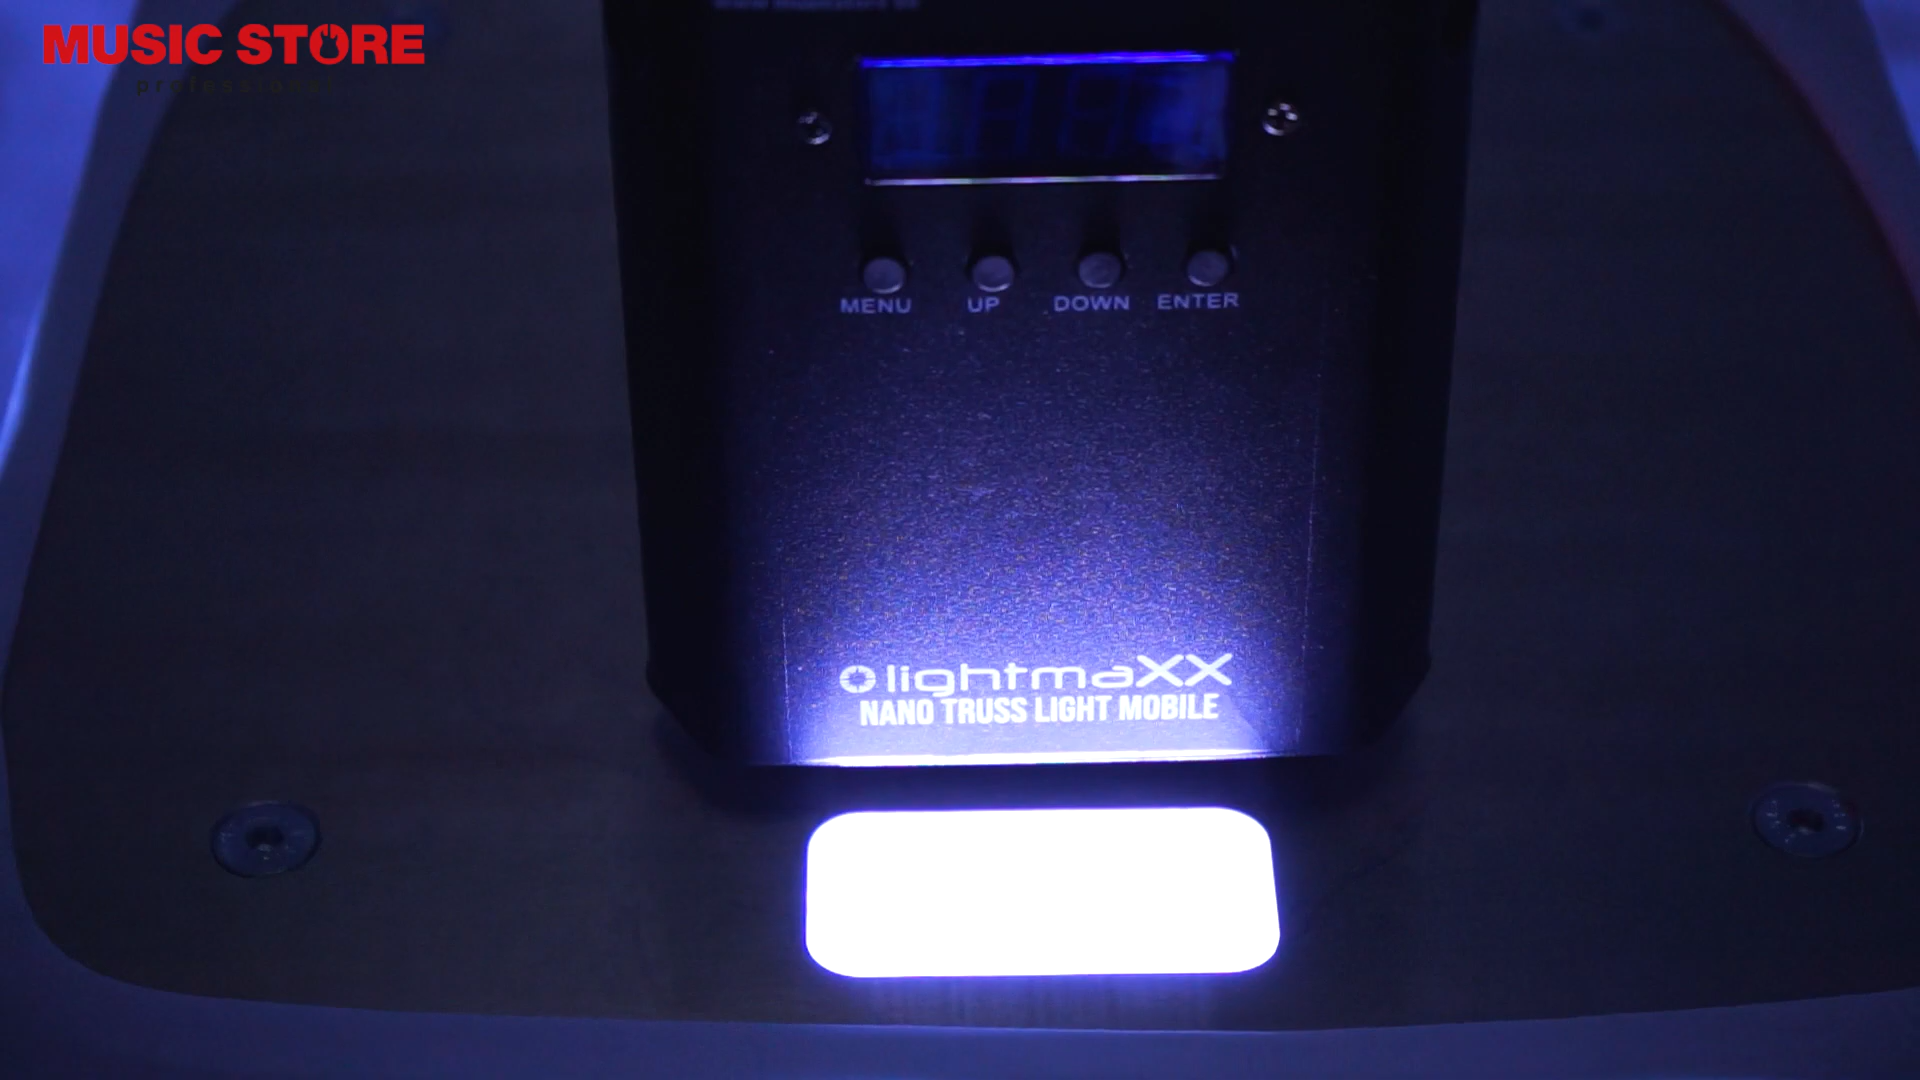 MUSIC STORE
professional
MENU UP DOWN ENTER
lightmaXX
NANO TRUSS LIGHT MOBILE